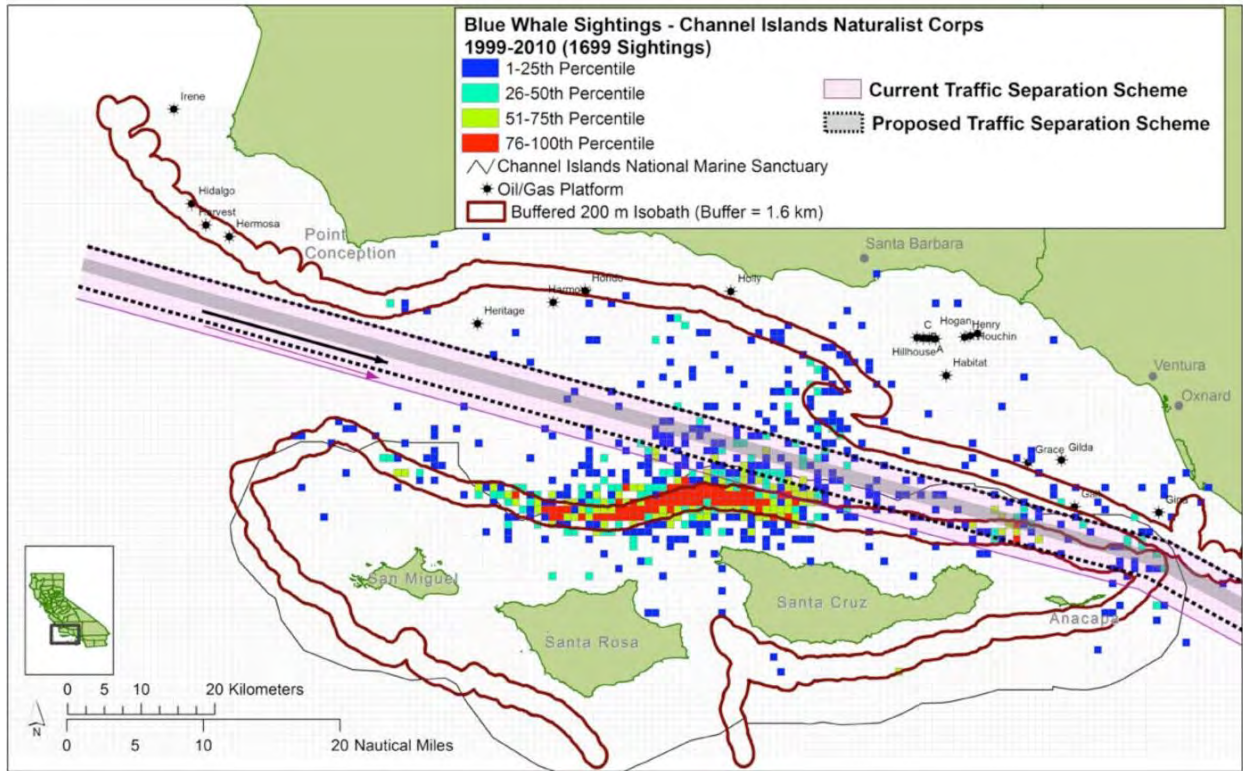 Blue Whale Sightings - Channel Islands Naturalist Corps
1999-2010 (1699 Sightings)
1-25th Percentile
26-50th Percentile
51-75th Percentile
76-100th Percentile
Channel Islands National Marine Sanctuary
Oil/Gas Platform
Buffered 200 m Isobath (Buffer = 1.6 km)
Current Traffic Separation Scheme
Proposed Traffic Separation Scheme
Irene
Hidalgo
Harvest
Hermosa
Point
Conception
Santa Barbara
Hondo
Holly
Heritage
C
Hogan
Henry
Houchin
Hillhouse
A
Habitat
Ventura
Oxnard
Grace
Gilda
Gail
Gina
San Miguel
Santa Cruz
Santa Rosa
Anacapa
0 5 10 20 Kilometers
N
0 5 10 20 Nautical Miles